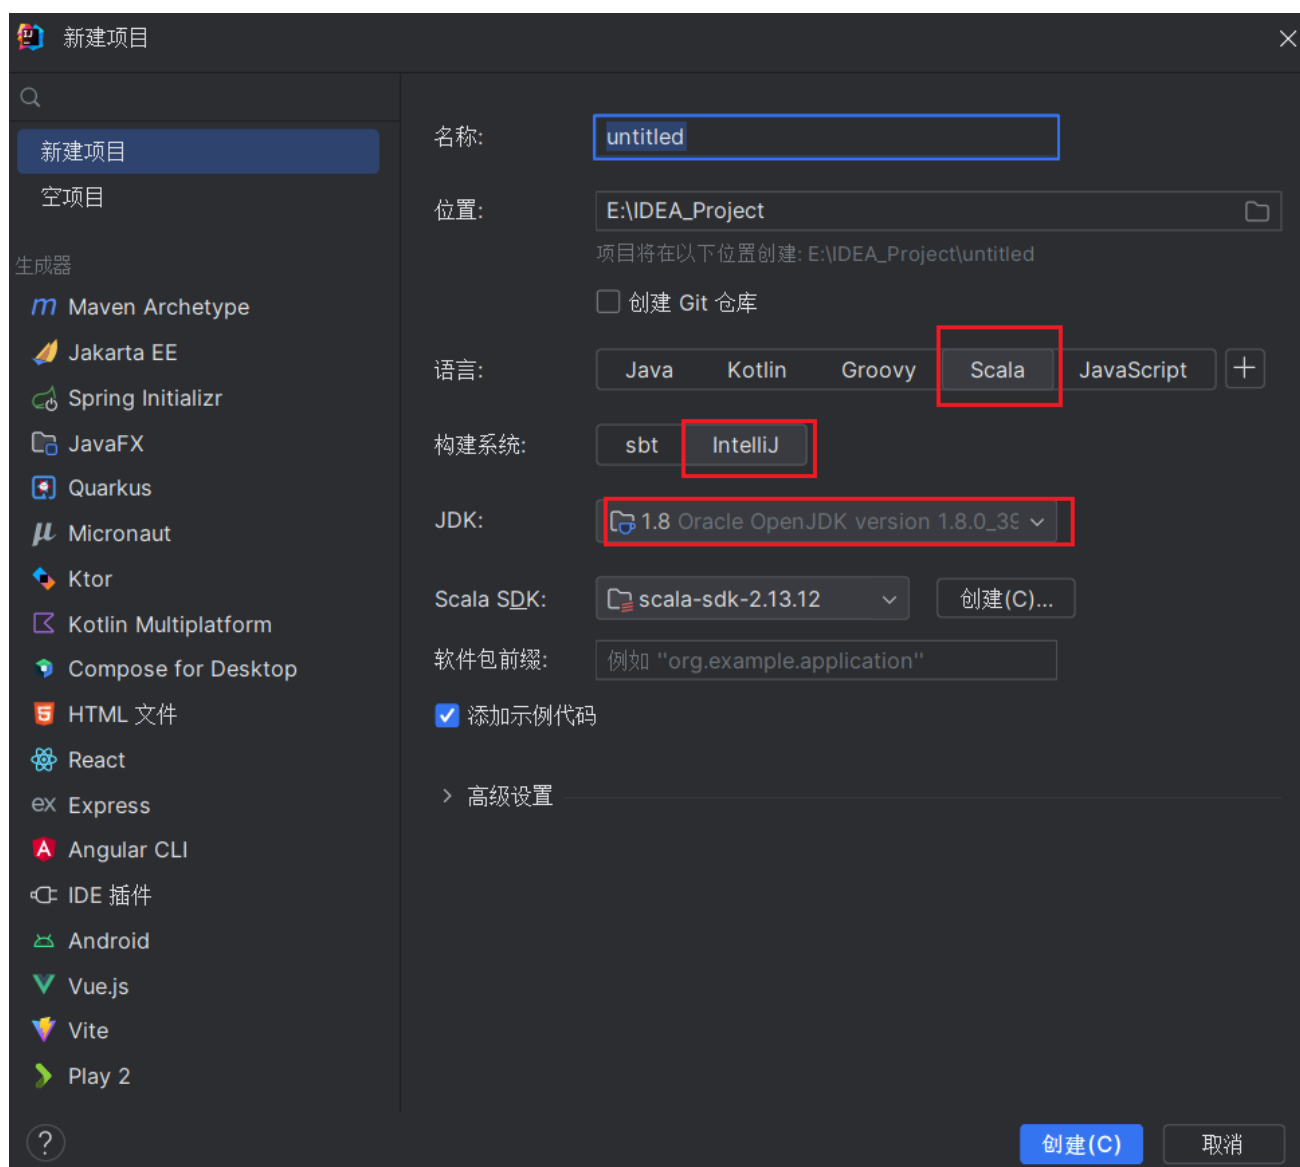 新建项目
新建项目
空项目
生成器
Maven Archetype
Jakarta EE
Spring Initializr
JavaFX
Quarkus
Micronaut
Ktor
Kotlin Multiplatform
Compose for Desktop
HTML 文件
React
ex Express
Angular CLI
IDE 插件
Android
Vue.js
Vite
Play 2
名称: untitled
位置: E:\IDEA_Project
项目将在以下位置创建: E:\IDEA_Project\untitled
创建 Git 仓库
语言: Java Kotlin Groovy Scala JavaScript
构建系统: sbt IntelliJ
JDK: 1.8 Oracle OpenJDK version 1.8.0_39
Scala SDK: scala-sdk-2.13.12 创建(C)...
软件包前缀: 例如 "org.example.application"
添加示例代码
高级设置
? 创建(C) 取消